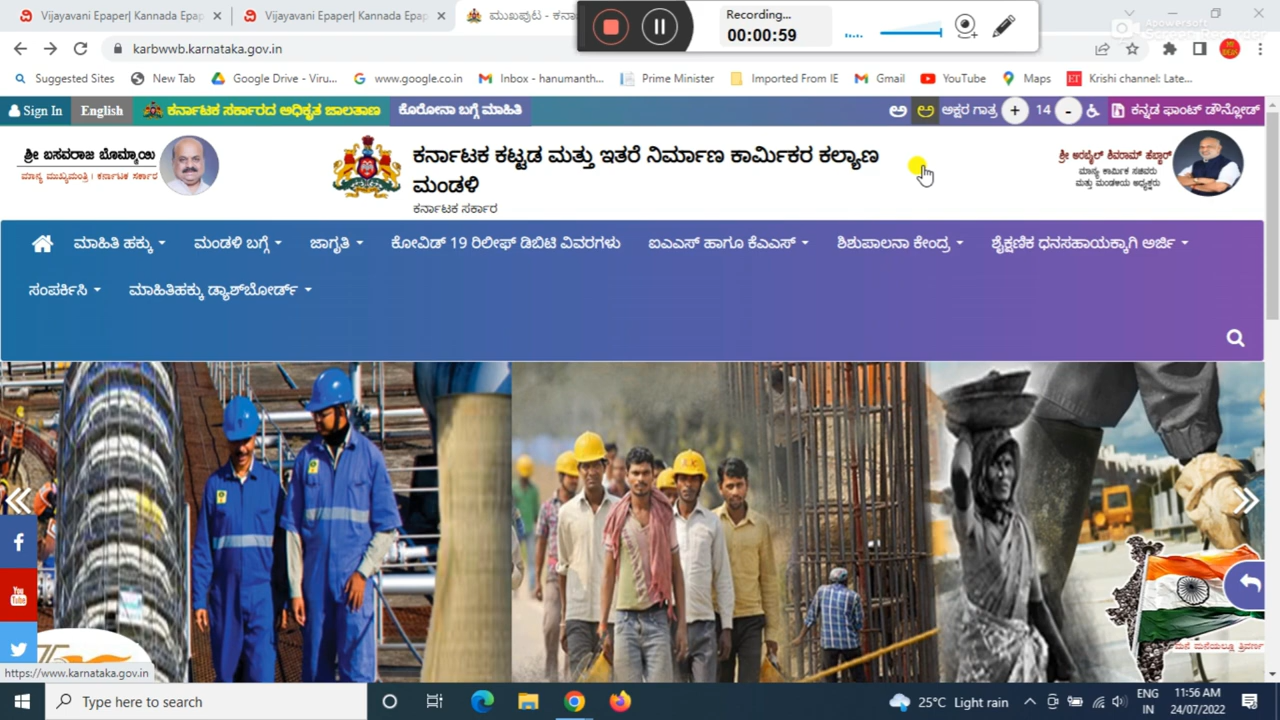 Vijayavani Epaper| Kannada Epap
Vijayavani Epaper| Kannada Epap
ಮುಖಪುಟ - ಕರ್ನಾ
Recording...
00:00:59
Apowersoft
Screen Recorder
karbwwb.karnataka.gov.in
Suggested Sites
New Tab
Google Drive - Viru...
www.google.co.in
Inbox - hanumanth...
Prime Minister
Imported From IE
Gmail
YouTube
Maps
Krishi channel: Late...
Sign In
English
ಕರ್ನಾಟಕ ಸರ್ಕಾರದ ಅಧಿಕೃತ ಜಾಲತಾಣ
ಕೊರೋನಾ ಬಗ್ಗೆ ಮಾಹಿತಿ
ಅ
ಅ
ಅಕ್ಷರ ಗಾತ್ರ + 14 -
ಕನ್ನಡ ಫಾಂಟ್ ಡೌನ್ಲೋಡ್
ಶ್ರೀ ಬಸವರಾಜ ಬೊಮ್ಮಾಯಿ
ಮಾನ್ಯ ಮುಖ್ಯಮಂತ್ರಿ | ಕರ್ನಾಟಕ ಸರ್ಕಾರ
ಕರ್ನಾಟಕ ಕಟ್ಟಡ ಮತ್ತು ಇತರೆ ನಿರ್ಮಾಣ ಕಾರ್ಮಿಕರ ಕಲ್ಯಾಣ
ಮಂಡಳಿ
ಕರ್ನಾಟಕ ಸರ್ಕಾರ
ಶ್ರೀ ಅರಬೈಲ್ ಶಿವರಾಮ್ ಹೆಬ್ಬಾರ್
ಮಾನ್ಯ ಕಾರ್ಮಿಕ ಸಚಿವರು
ಮತ್ತು ಮಂಡಳಿಯ ಅಧ್ಯಕ್ಷರು
ಮಾಹಿತಿ ಹಕ್ಕು
ಮಂಡಳಿ ಬಗ್ಗೆ
ಜಾಗೃತಿ
ಕೋವಿಡ್ 19 ರಿಲೀಫ್ ಡಿಬಿಟಿ ವಿವರಗಳು
ಐಎಎಸ್ ಹಾಗೂ ಕೆಎಎಸ್
ಶಿಶುಪಾಲನಾ ಕೇಂದ್ರ
ಶೈಕ್ಷಣಿಕ ಧನಸಹಾಯಕ್ಕಾಗಿ ಅರ್ಜಿ
ಸಂಪರ್ಕಿಸಿ
ಮಾಹಿತಿಹಕ್ಕು ಡ್ಯಾಶ್‌ಬೋರ್ಡ್
You
Tube
75
https://www.karnataka.gov.in
Type here to search
25°C Light rain
ENG
IN
11:56 AM
24/07/2022